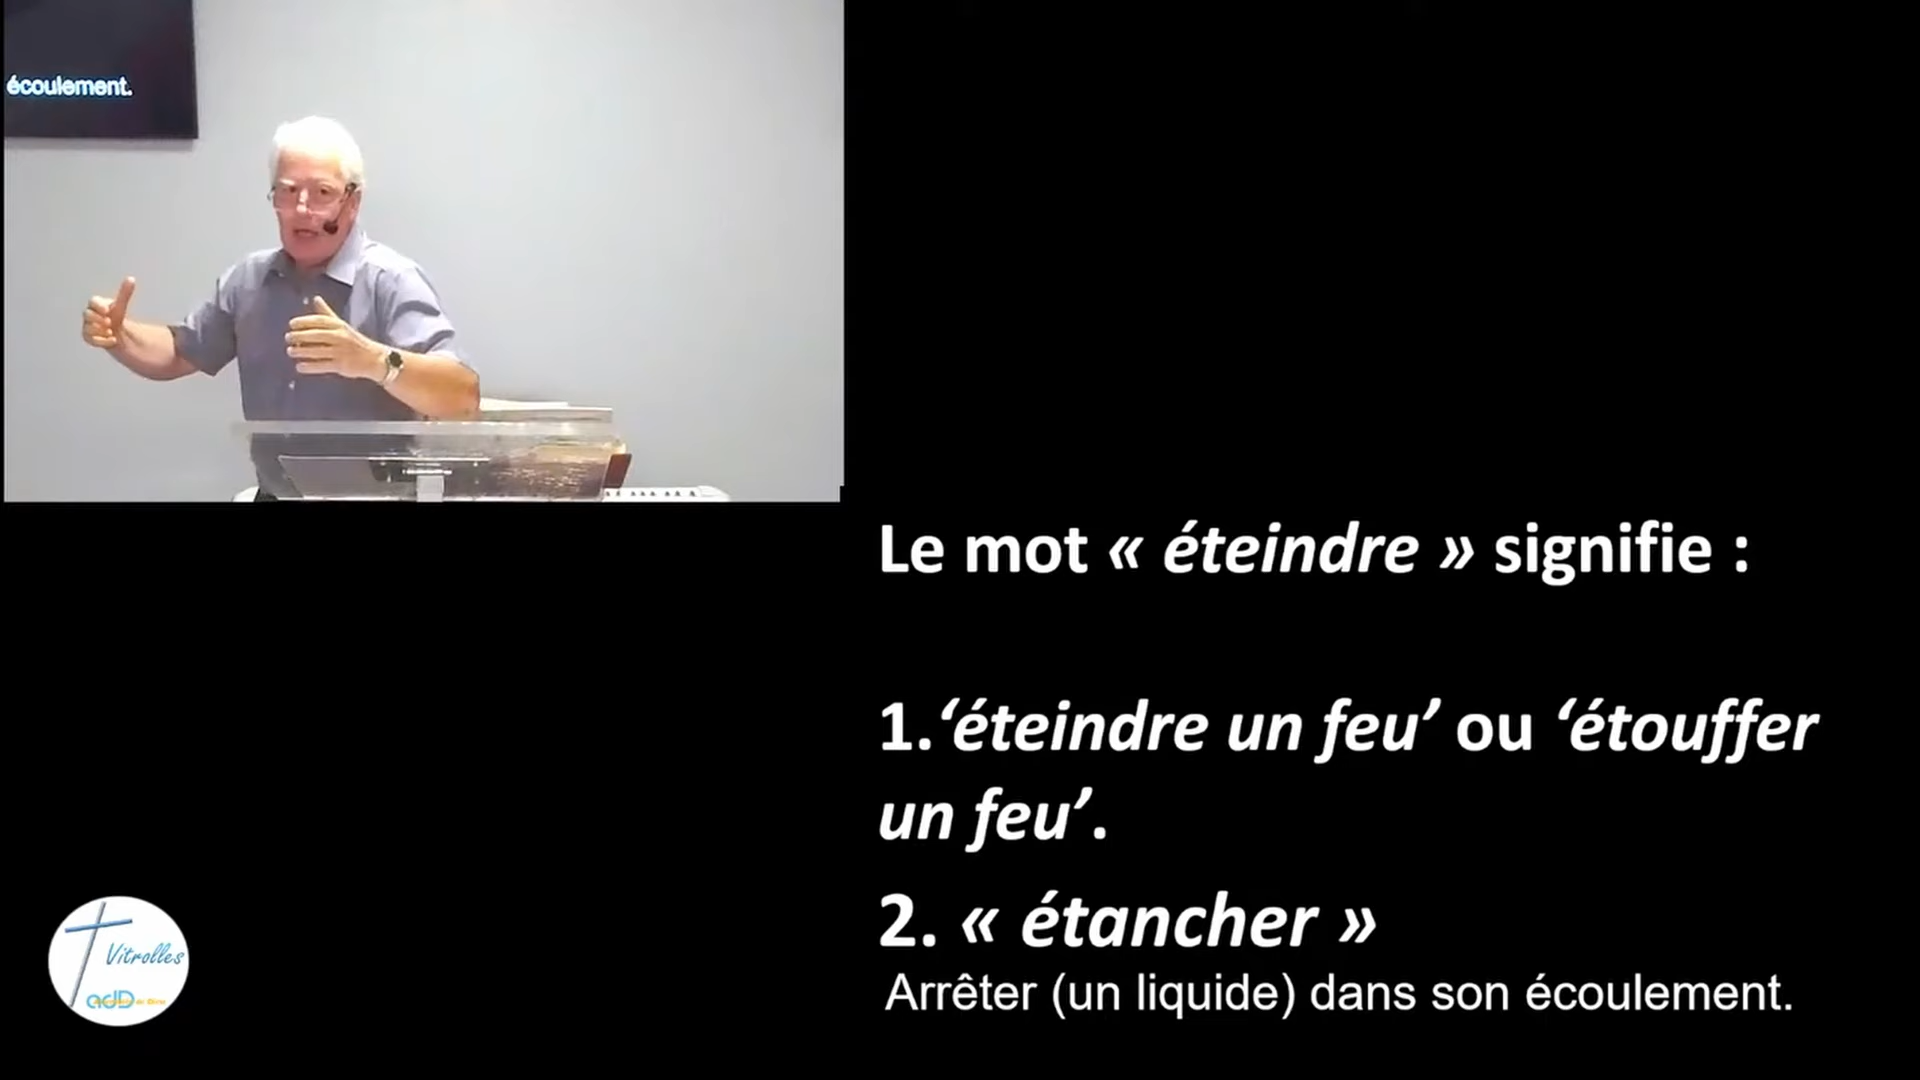 écoulement.
Le mot « éteindre » signifie :
1.‘éteindre un feu’ ou ‘étouffer
un feu’.
2. « étancher »
Arrêter (un liquide) dans son écoulement.
Vitrolles
adD